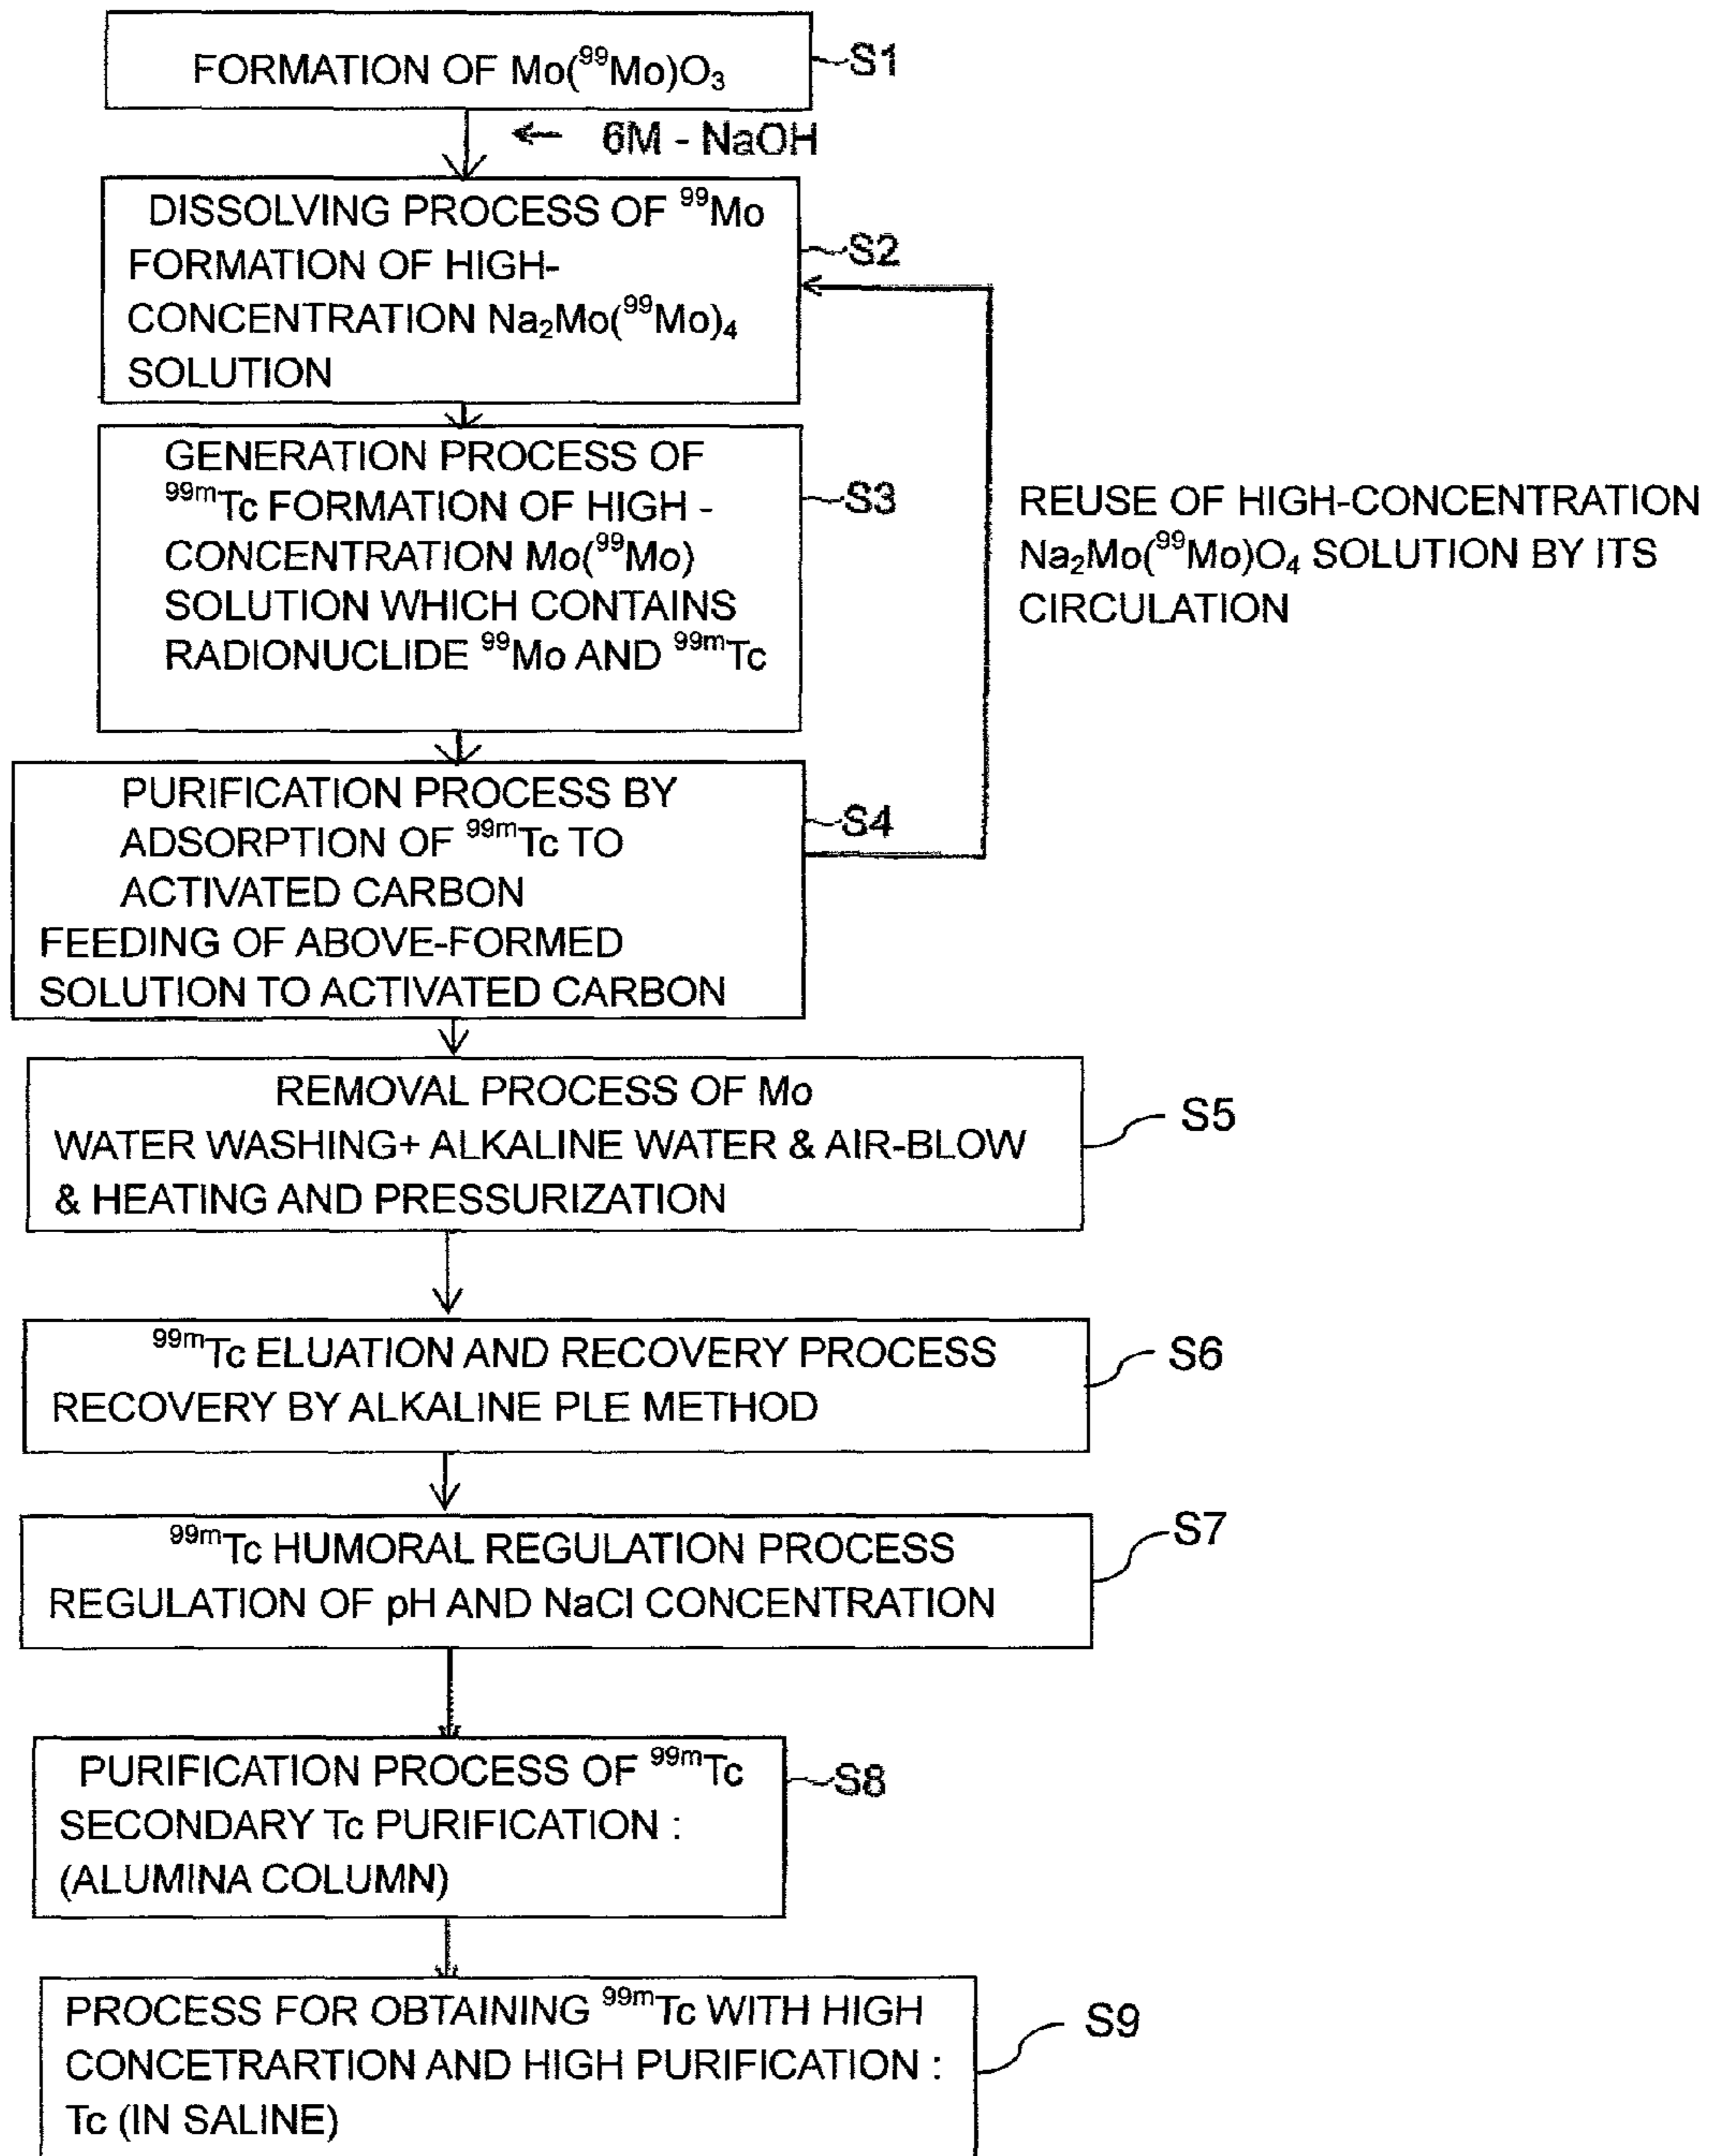 FORMATION OF Mo(⁹⁹Mo)O₃
S1
← 6M - NaOH
DISSOLVING PROCESS OF ⁹⁹Mo
FORMATION OF HIGH-
CONCENTRATION Na₂Mo(⁹⁹Mo)₄
SOLUTION
S2
GENERATION PROCESS OF
⁹⁹ᵐTc FORMATION OF HIGH -
CONCENTRATION Mo(⁹⁹Mo)
SOLUTION WHICH CONTAINS
RADIONUCLIDE ⁹⁹Mo AND ⁹⁹ᵐTc
S3
REUSE OF HIGH-CONCENTRATION
Na₂Mo(⁹⁹Mo)O₄ SOLUTION BY ITS
CIRCULATION
PURIFICATION PROCESS BY
ADSORPTION OF ⁹⁹ᵐTc TO
ACTIVATED CARBON
FEEDING OF ABOVE-FORMED
SOLUTION TO ACTIVATED CARBON
S4
REMOVAL PROCESS OF Mo
WATER WASHING+ ALKALINE WATER & AIR-BLOW
& HEATING AND PRESSURIZATION
S5
⁹⁹ᵐTc ELUATION AND RECOVERY PROCESS
RECOVERY BY ALKALINE PLE METHOD
S6
⁹⁹ᵐTc HUMORAL REGULATION PROCESS
REGULATION OF pH AND NaCl CONCENTRATION
S7
PURIFICATION PROCESS OF ⁹⁹ᵐTc
SECONDARY Tc PURIFICATION :
(ALUMINA COLUMN)
S8
PROCESS FOR OBTAINING ⁹⁹ᵐTc WITH HIGH
CONCETRARTION AND HIGH PURIFICATION :
Tc (IN SALINE)
S9